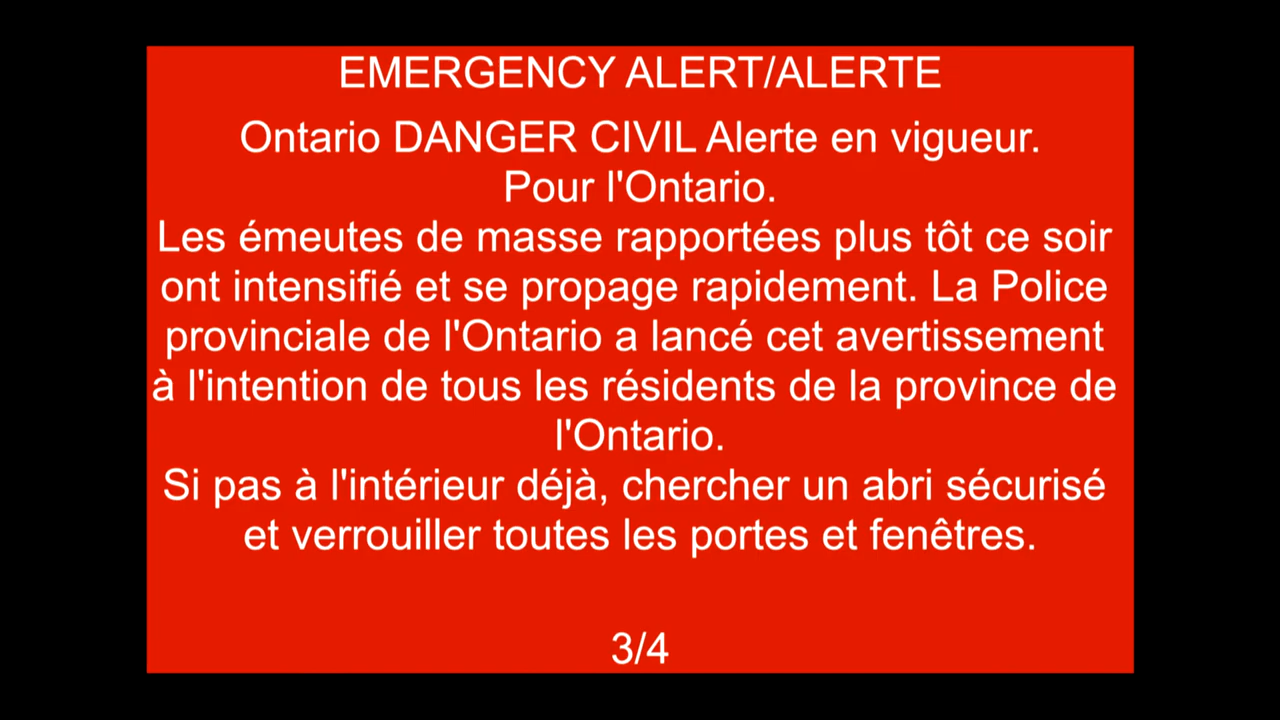 EMERGENCY ALERT/ALERTE
Ontario DANGER CIVIL Alerte en vigueur.
Pour l'Ontario.
Les émeutes de masse rapportées plus tôt ce soir
ont intensifié et se propage rapidement. La Police
provinciale de l'Ontario a lancé cet avertissement
à l'intention de tous les résidents de la province de
l'Ontario.
Si pas à l'intérieur déjà, chercher un abri sécurisé
et verrouiller toutes les portes et fenêtres.
3/4